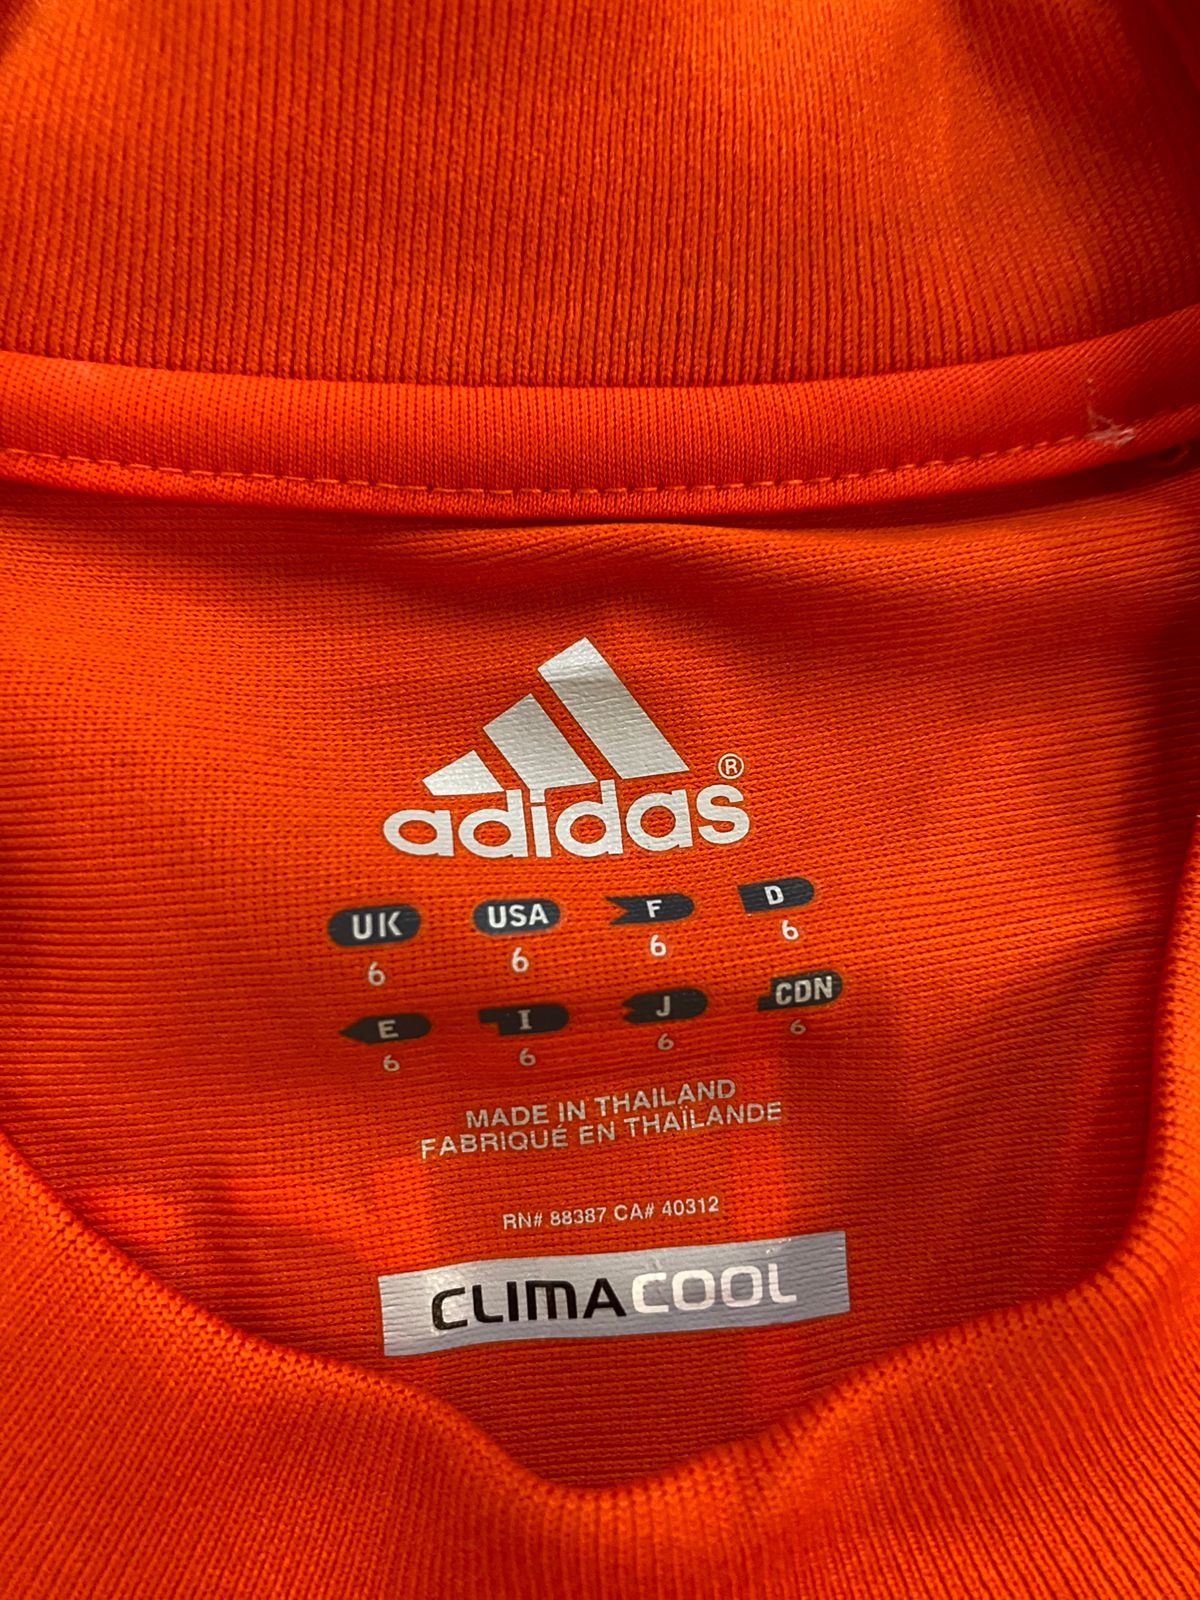 adidas®
UK USA F D
6 6 6 6
E I J CDN
6 6 6 6
MADE IN THAILAND
FABRIQUÉ EN THAÏLANDE
RN# 88387 CA# 40312
CLIMACOOL